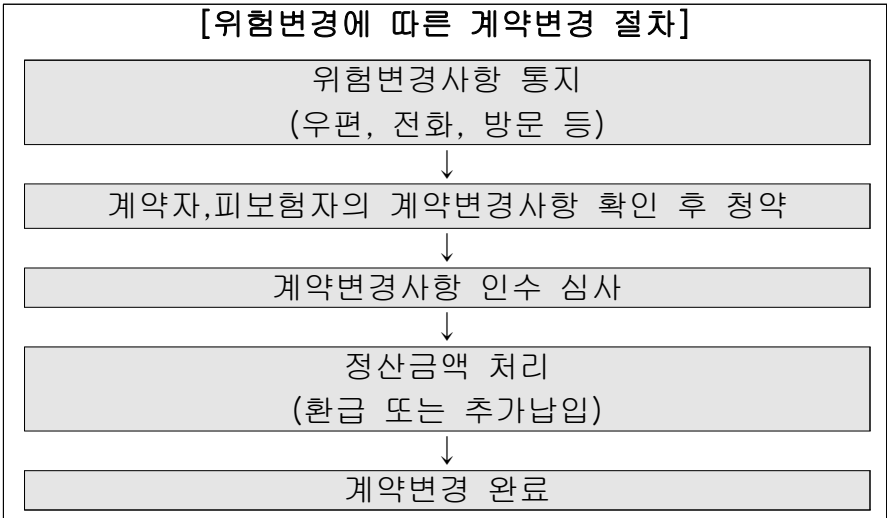 [위험변경에 따른 계약변경 절차]
위험변경사항 통지
(우편, 전화, 방문 등)
↓
계약자,피보험자의 계약변경사항 확인 후 청약
↓
계약변경사항 인수 심사
↓
정산금액 처리
(환급 또는 추가납입)
↓
계약변경 완료